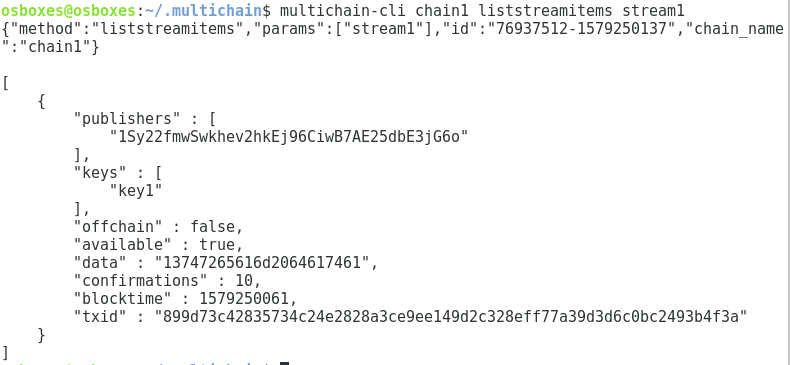 osboxes@osboxes:~/.multichain$ multichain-cli chain1 liststreamitems stream1
{"method":"liststreamitems","params":["stream1"],"id":"76937512-1579250137","chain_name
":"chain1"}
[
    {
        "publishers" : [
            "1Sy22fmwSwkhev2hkEj96CiwB7AE25dbE3jG6o"
        ],
        "keys" : [
            "key1"
        ],
        "offchain" : false,
        "available" : true,
        "data" : "13747265616d2064617461",
        "confirmations" : 10,
        "blocktime" : 1579250061,
        "txid" : "899d73c42835734c24e2828a3ce9ee149d2c328eff77a39d3d6c0bc2493b4f3a"
    }
]